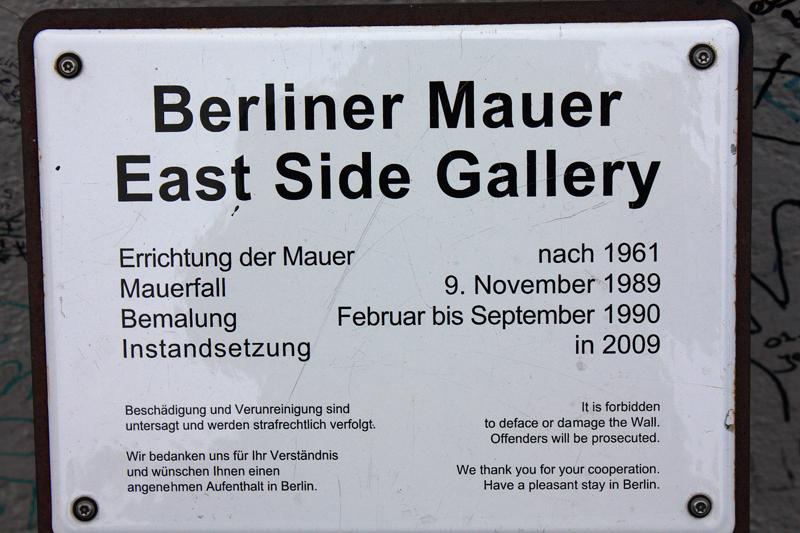 Berliner Mauer
East Side Gallery
Errichtung der Mauer nach 1961
Mauerfall 9. November 1989
Bemalung Februar bis September 1990
Instandsetzung in 2009
Beschädigung und Verunreinigung sind
untersagt und werden strafrechtlich verfolgt.
Wir bedanken uns für Ihr Verständnis
und wünschen Ihnen einen
angenehmen Aufenthalt in Berlin.
It is forbidden
to deface or damage the Wall.
Offenders will be prosecuted.
We thank you for your cooperation.
Have a pleasant stay in Berlin.